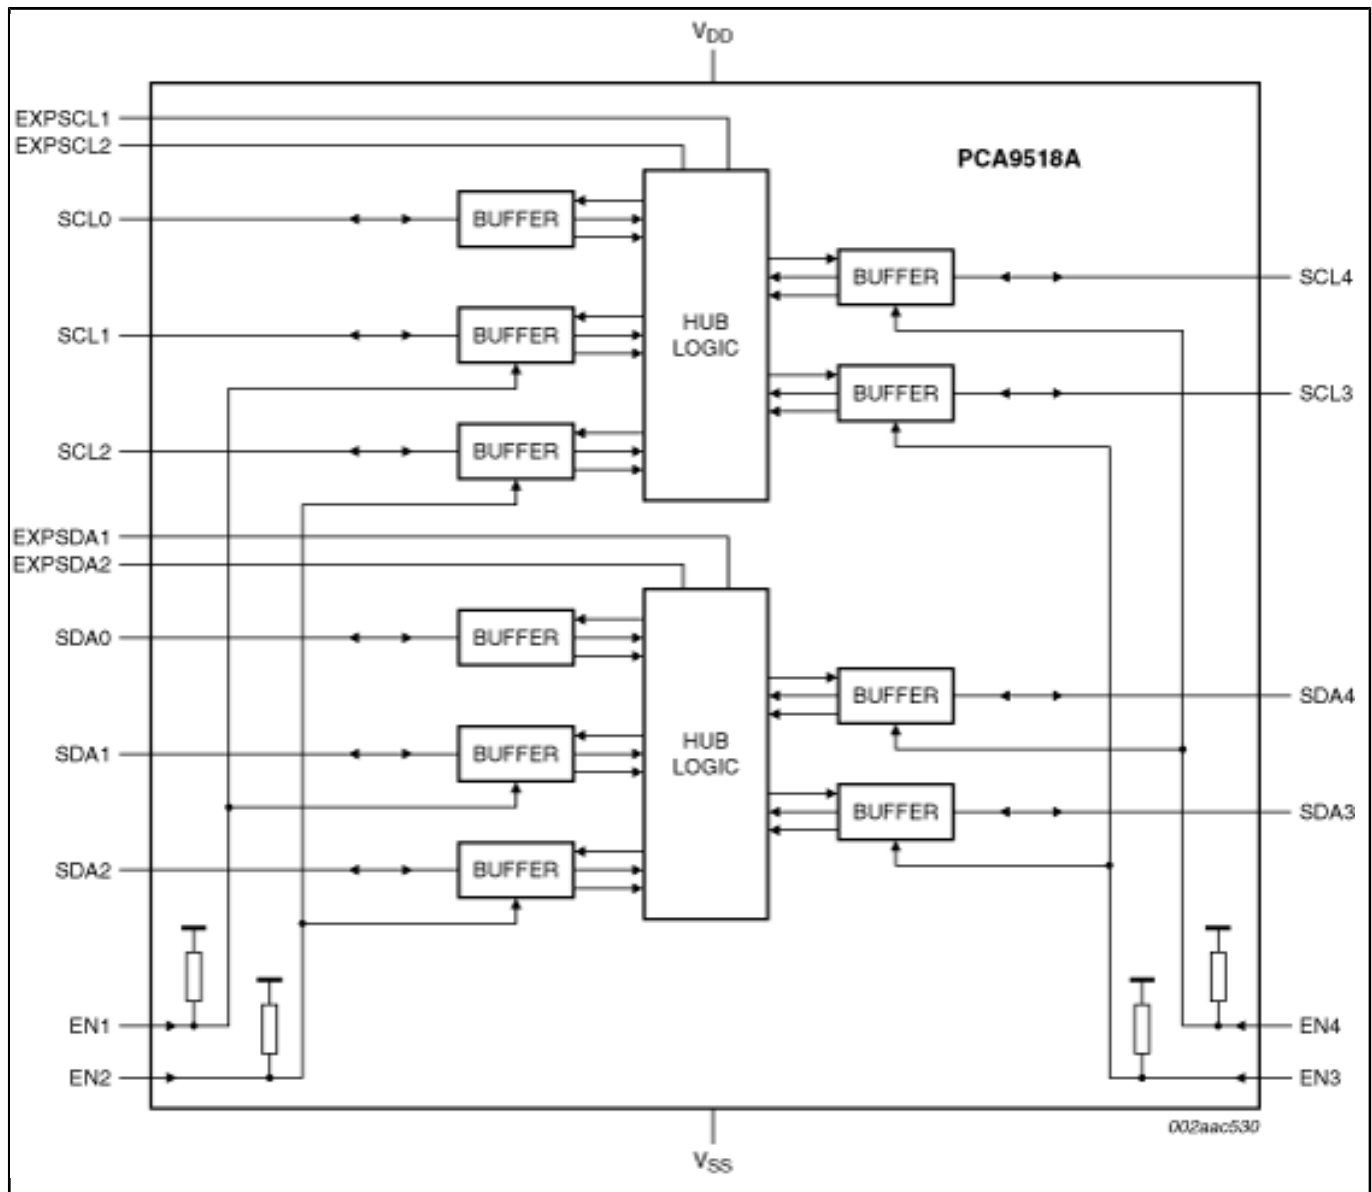 VDD
EXPSCL1
EXPSCL2
PCA9518A
SCL0
BUFFER
BUFFER
SCL4
SCL1
BUFFER
HUB
LOGIC
BUFFER
SCL3
SCL2
BUFFER
EXPSDA1
EXPSDA2
SDA0
BUFFER
BUFFER
SDA4
SDA1
BUFFER
HUB
LOGIC
BUFFER
SDA3
SDA2
BUFFER
EN1
EN4
EN2
EN3
002aac530
VSS